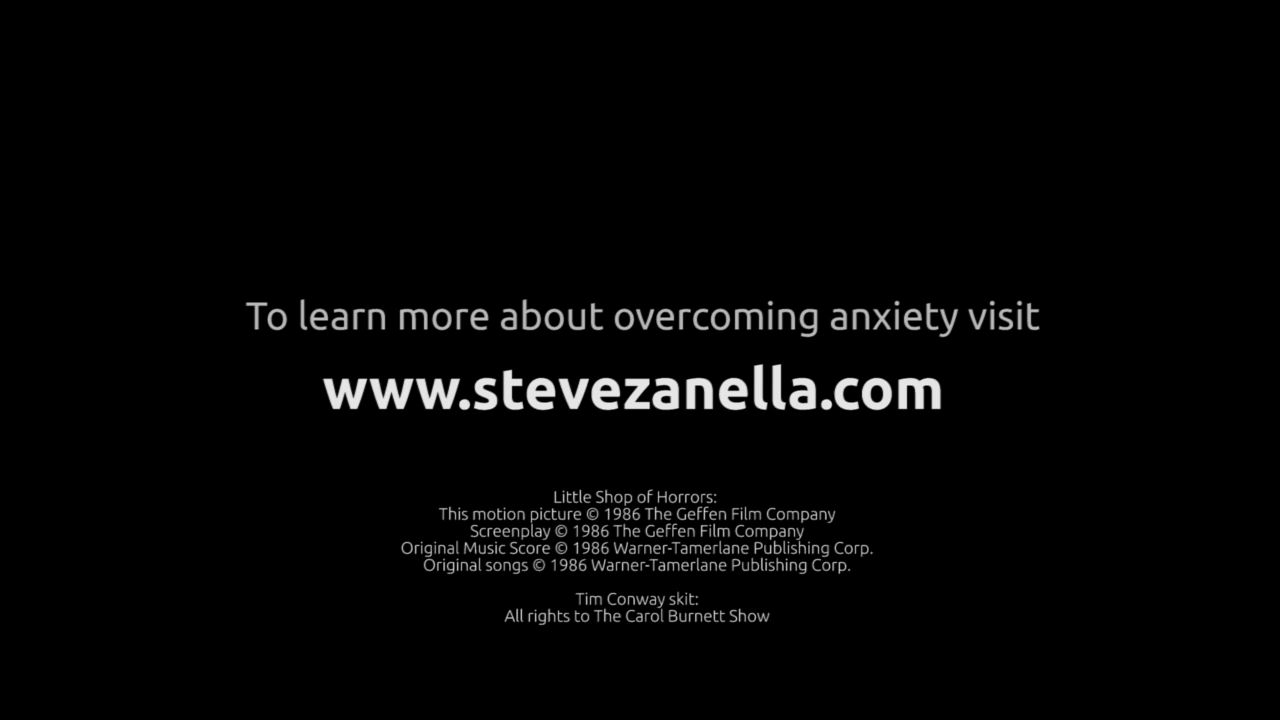 To learn more about overcoming anxiety visit
www.stevezanella.com
Little Shop of Horrors:
This motion picture © 1986 The Geffen Film Company
Screenplay © 1986 The Geffen Film Company
Original Music Score © 1986 Warner-Tamerlane Publishing Corp.
Original songs © 1986 Warner-Tamerlane Publishing Corp.
Tim Conway skit:
All rights to The Carol Burnett Show